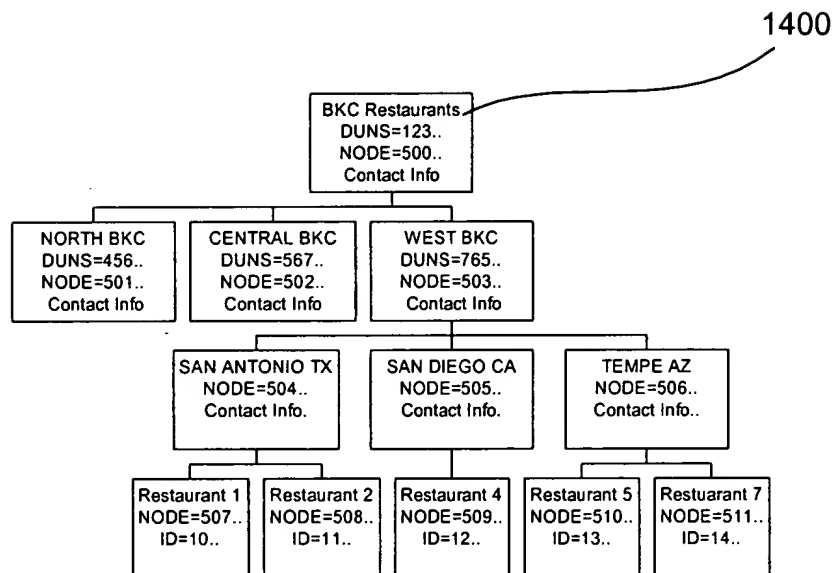 1400
BKC Restaurants
DUNS=123..
NODE=500..
Contact Info
NORTH BKC
DUNS=456..
NODE=501..
Contact Info
CENTRAL BKC
DUNS=567..
NODE=502..
Contact Info
WEST BKC
DUNS=765..
NODE=503..
Contact Info
SAN ANTONIO TX
NODE=504..
Contact Info.
SAN DIEGO CA
NODE=505..
Contact Info.
TEMPE AZ
NODE=506..
Contact Info..
Restaurant 1
NODE=507..
ID=10..
Restaurant 2
NODE=508..
ID=11..
Restaurant 4
NODE=509..
ID=12..
Restaurant 5
NODE=510..
ID=13..
Restuarant 7
NODE=511..
ID=14..